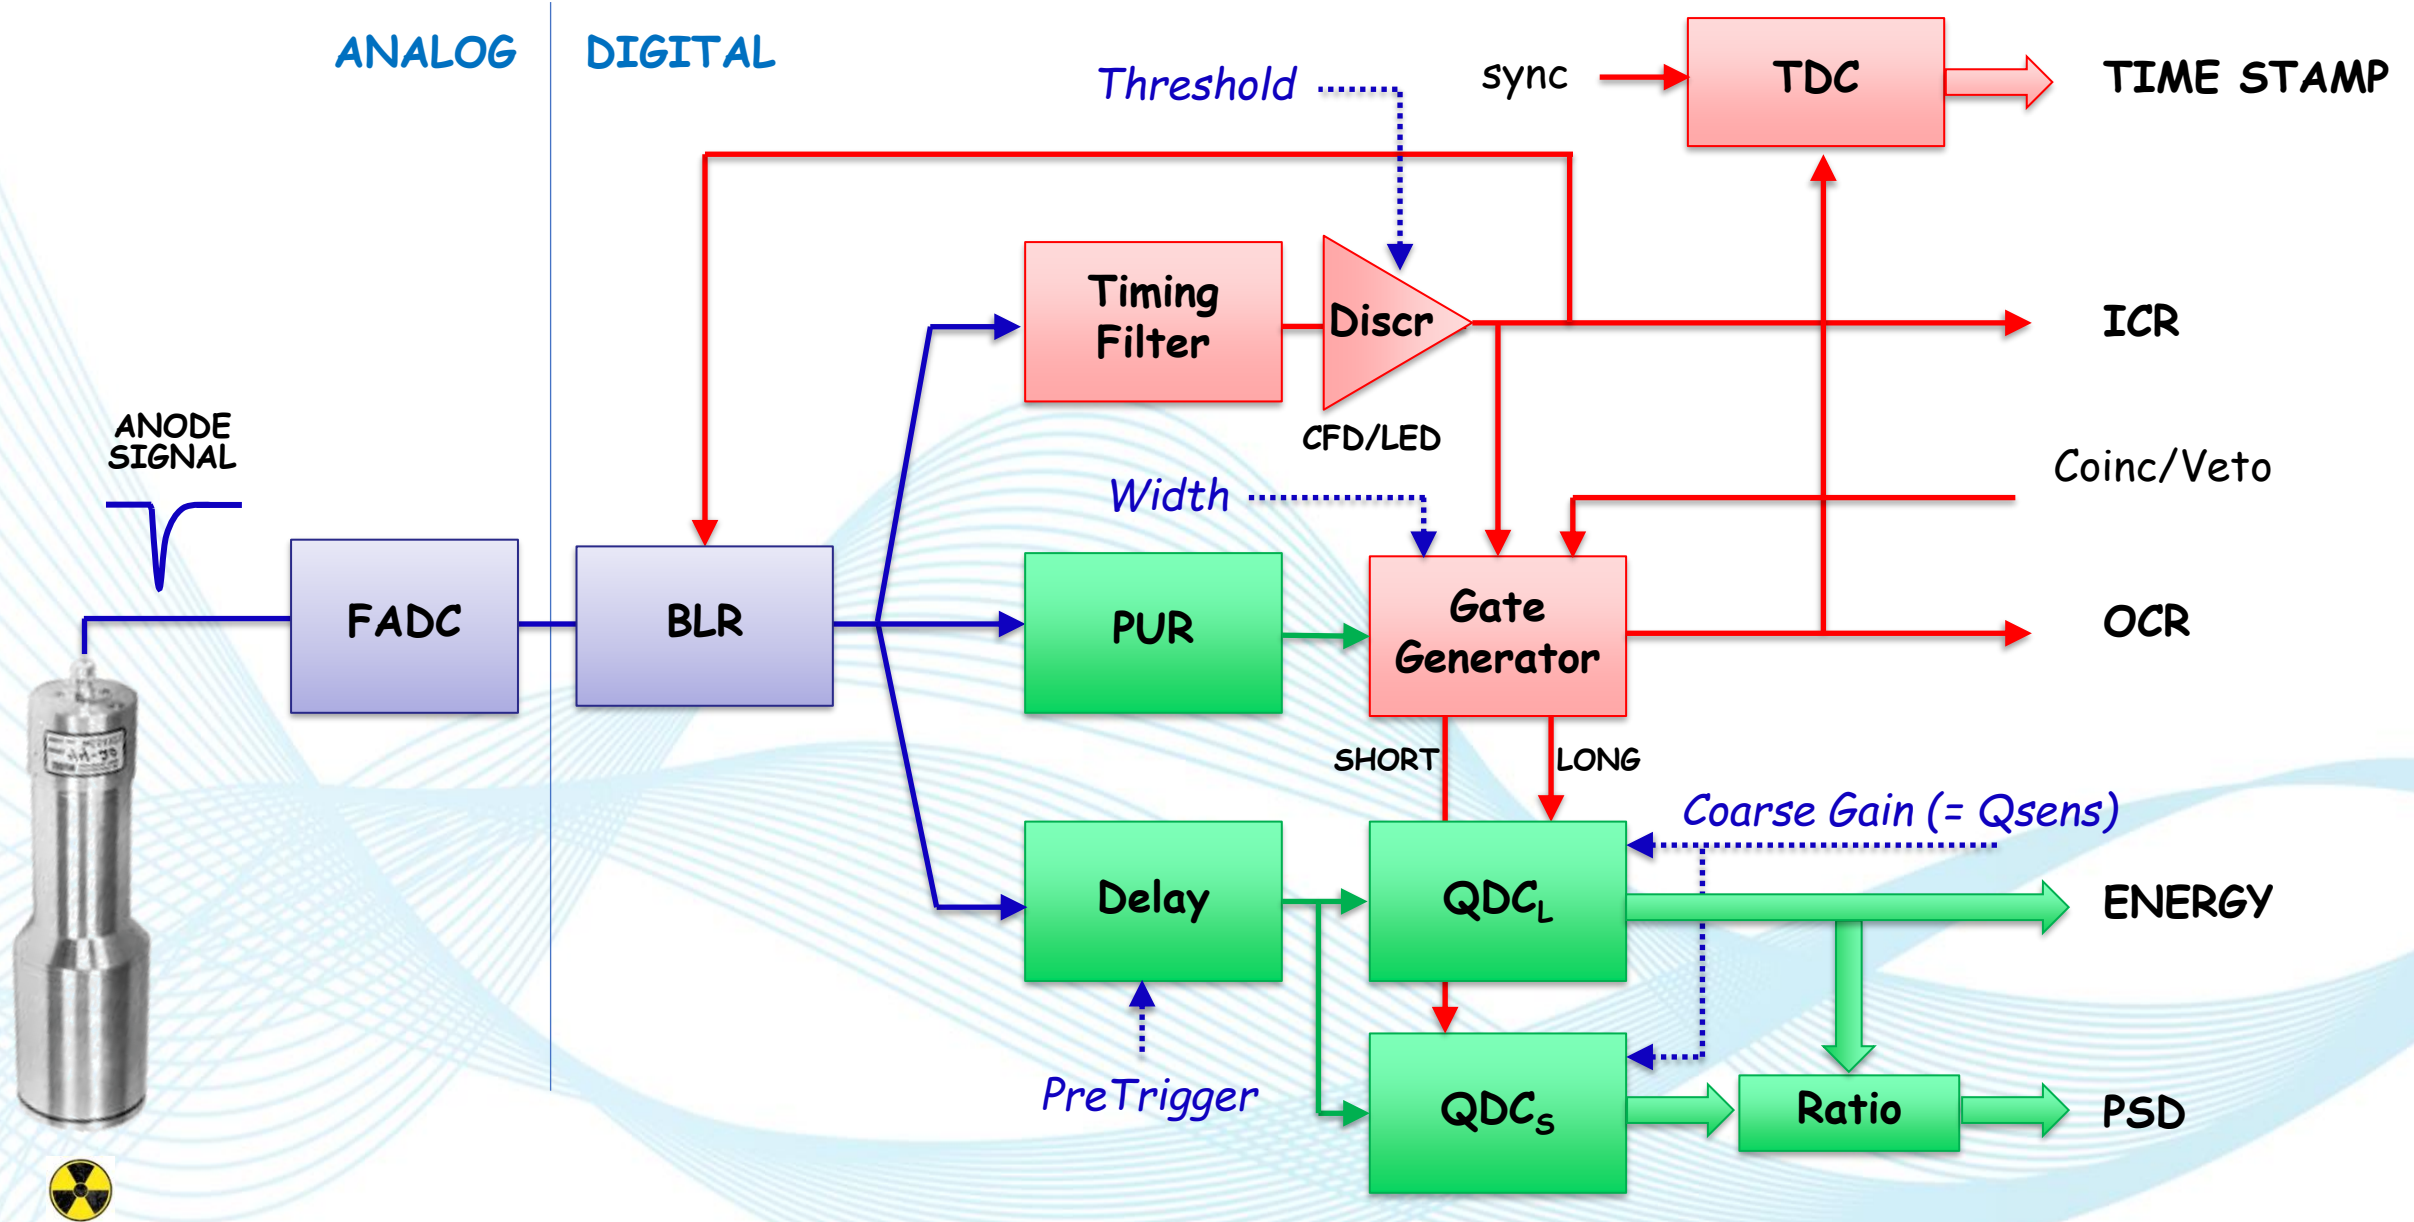 ANALOG
DIGITAL
Threshold
sync
TDC
TIME STAMP
Timing
Filter
Discr
ICR
CFD/LED
ANODE
SIGNAL
Coinc/Veto
Width
FADC
BLR
PUR
Gate
Generator
OCR
SHORT
LONG
Coarse Gain (= Qsens)
Delay
QDCL
ENERGY
PreTrigger
QDCS
Ratio
PSD